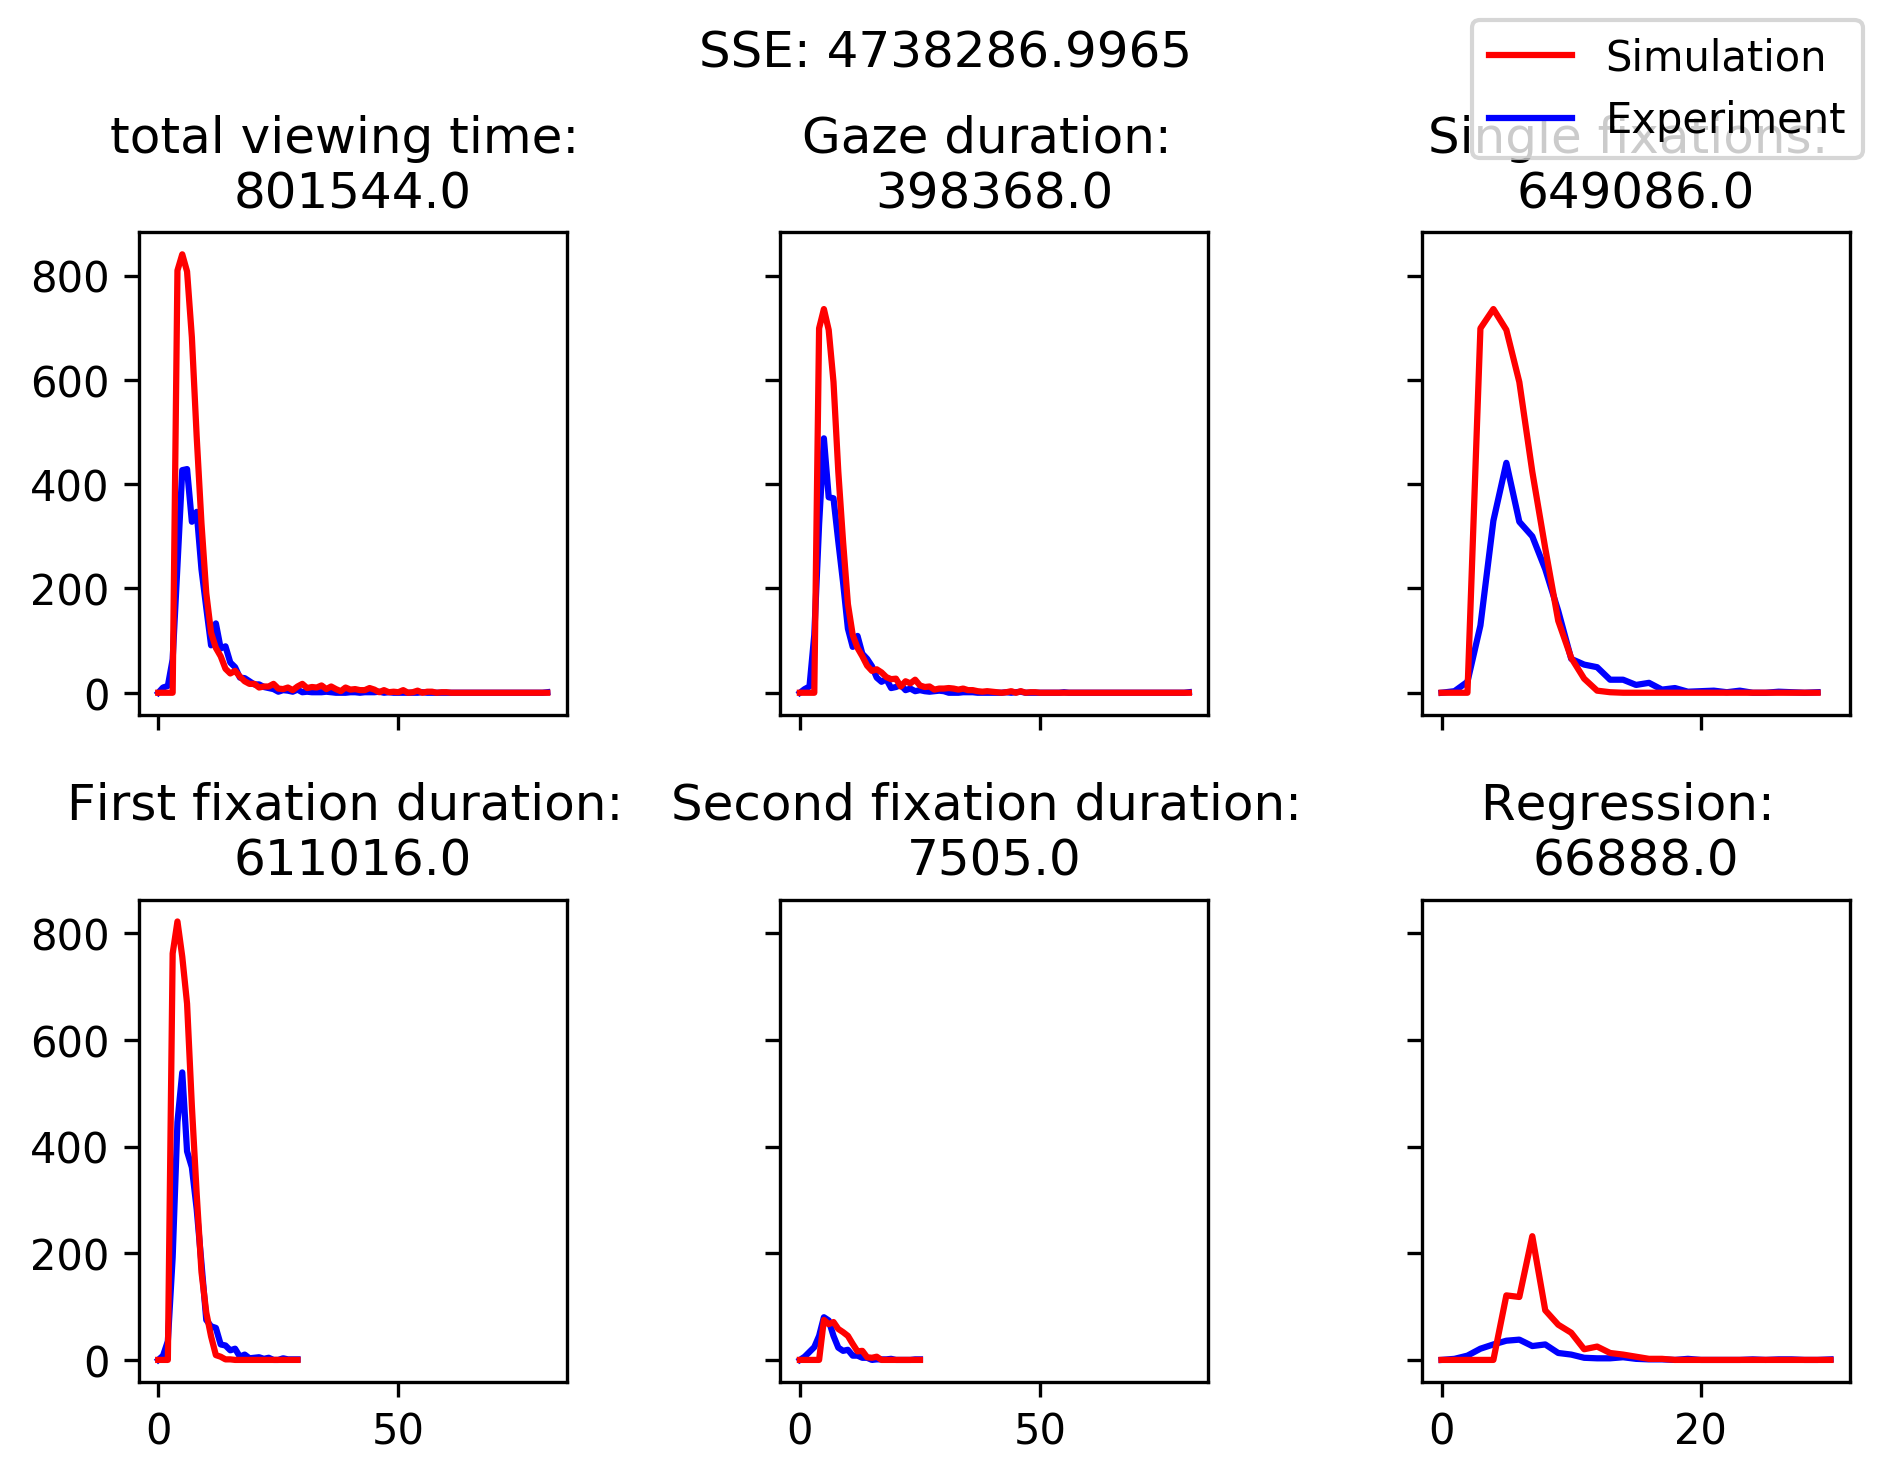 SSE: 4738286.9965
Simulation
Experiment
total viewing time:
801544.0
Gaze duration:
398368.0
Single fixations:
649086.0
800
600
400
200
0
0
50
0
50
0
20
First fixation duration:
611016.0
Second fixation duration:
7505.0
Regression:
66888.0
800
600
400
200
0